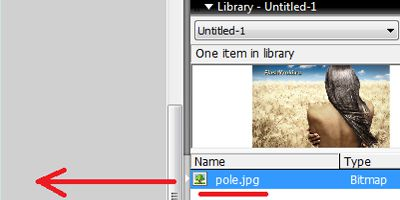 Library - Untitled-1
Untitled-1
One item in library
Name Type
pole.jpg Bitmap